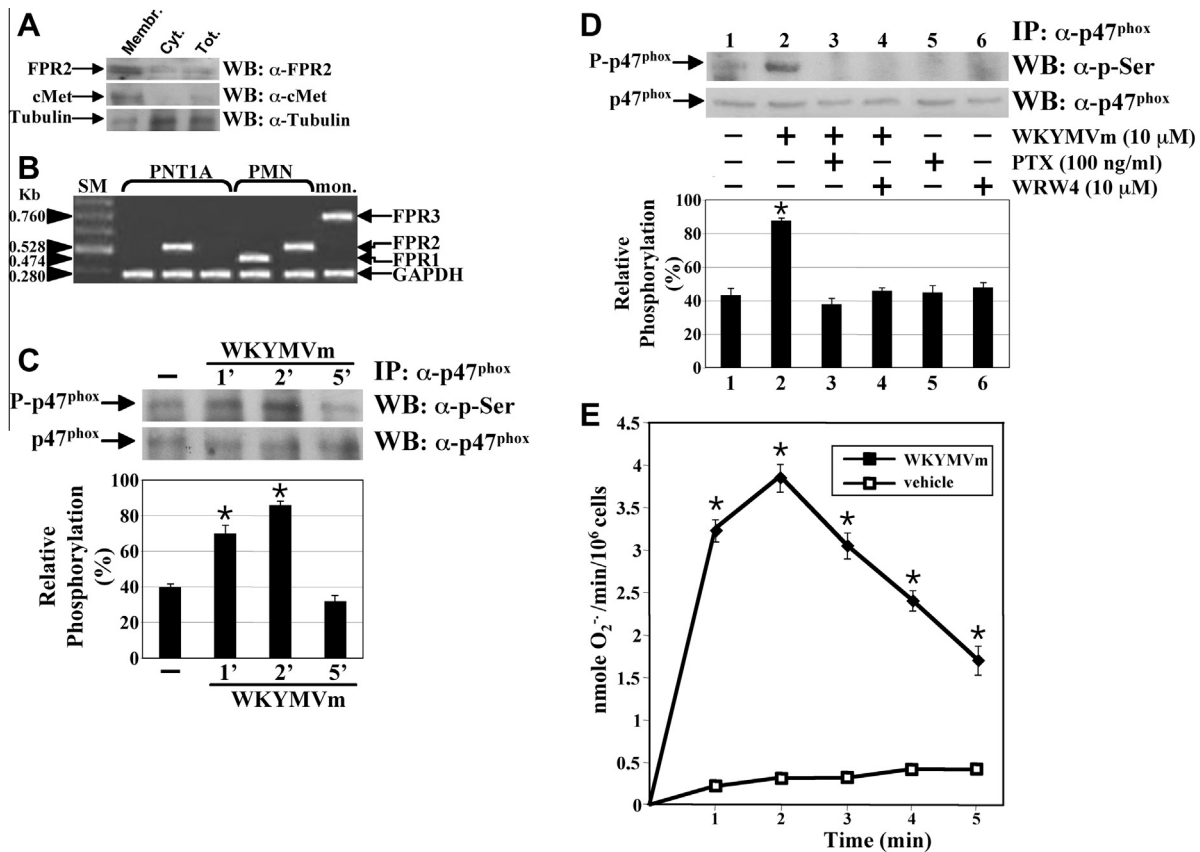 A
Membr. Cyt. Tot.
FPR2 WB: α-FPR2
cMet WB: α-cMet
Tubulin WB: α-Tubulin
B
Kb SM PNT1A PMN mon.
0.760 FPR3
0.528 FPR2
0.474 FPR1
0.280 GAPDH
C
WKYMVm
– 1’ 2’ 5’ IP: α-p47phox
P-p47phox WB: α-p-Ser
p47phox WB: α-p47phox
Relative Phosphorylation (%)
100
80
60
40
20
0
– 1’ 2’ 5’
WKYMVm
D
1 2 3 4 5 6 IP: α-p47phox
P-p47phox WB: α-p-Ser
p47phox WB: α-p47phox
– + + + – – WKYMVm (10 µM)
– – + – + – PTX (100 ng/ml)
– – – + – + WRW4 (10 µM)
Relative Phosphorylation (%)
100
80
60
40
20
0
*
1 2 3 4 5 6
E
nmole O2-·/min/10⁶ cells
4.5
4
3.5
3
2.5
2
1.5
1
0.5
0
WKYMVm
vehicle
* * * * *
1 2 3 4 5
Time (min)